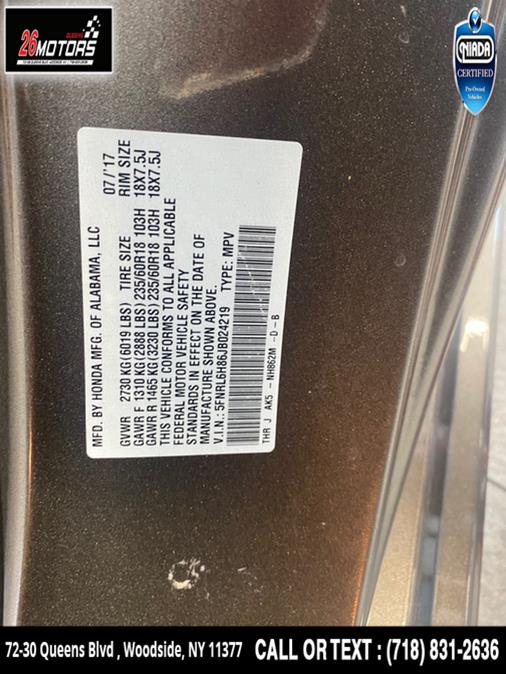 QUEENS
26MOTORS
NIADA
CERTIFIED
Pre-Owned
Vehicles
MFD. BY HONDA MFG. OF ALABAMA, LLC 07/'17
GVWR 2730 KG (6019 LBS) TIRE SIZE RIM SIZE
GAWR F 1310 KG (2888 LBS) 235/60R18 103H 18X7.5J
GAWR R 1465 KG (3230 LBS) 235/60R18 103H 18X7.5J
THIS VEHICLE CONFORMS TO ALL APPLICABLE
FEDERAL MOTOR VEHICLE SAFETY
STANDARDS IN EFFECT ON THE DATE OF
MANUFACTURE SHOWN ABOVE.
V.I.N.: 5FNRL6H86JB024219 TYPE: MPV
THR J AK5 - NH862M -D-B
72-30 Queens Blvd , Woodside, NY 11377 CALL OR TEXT : (718) 831-2636